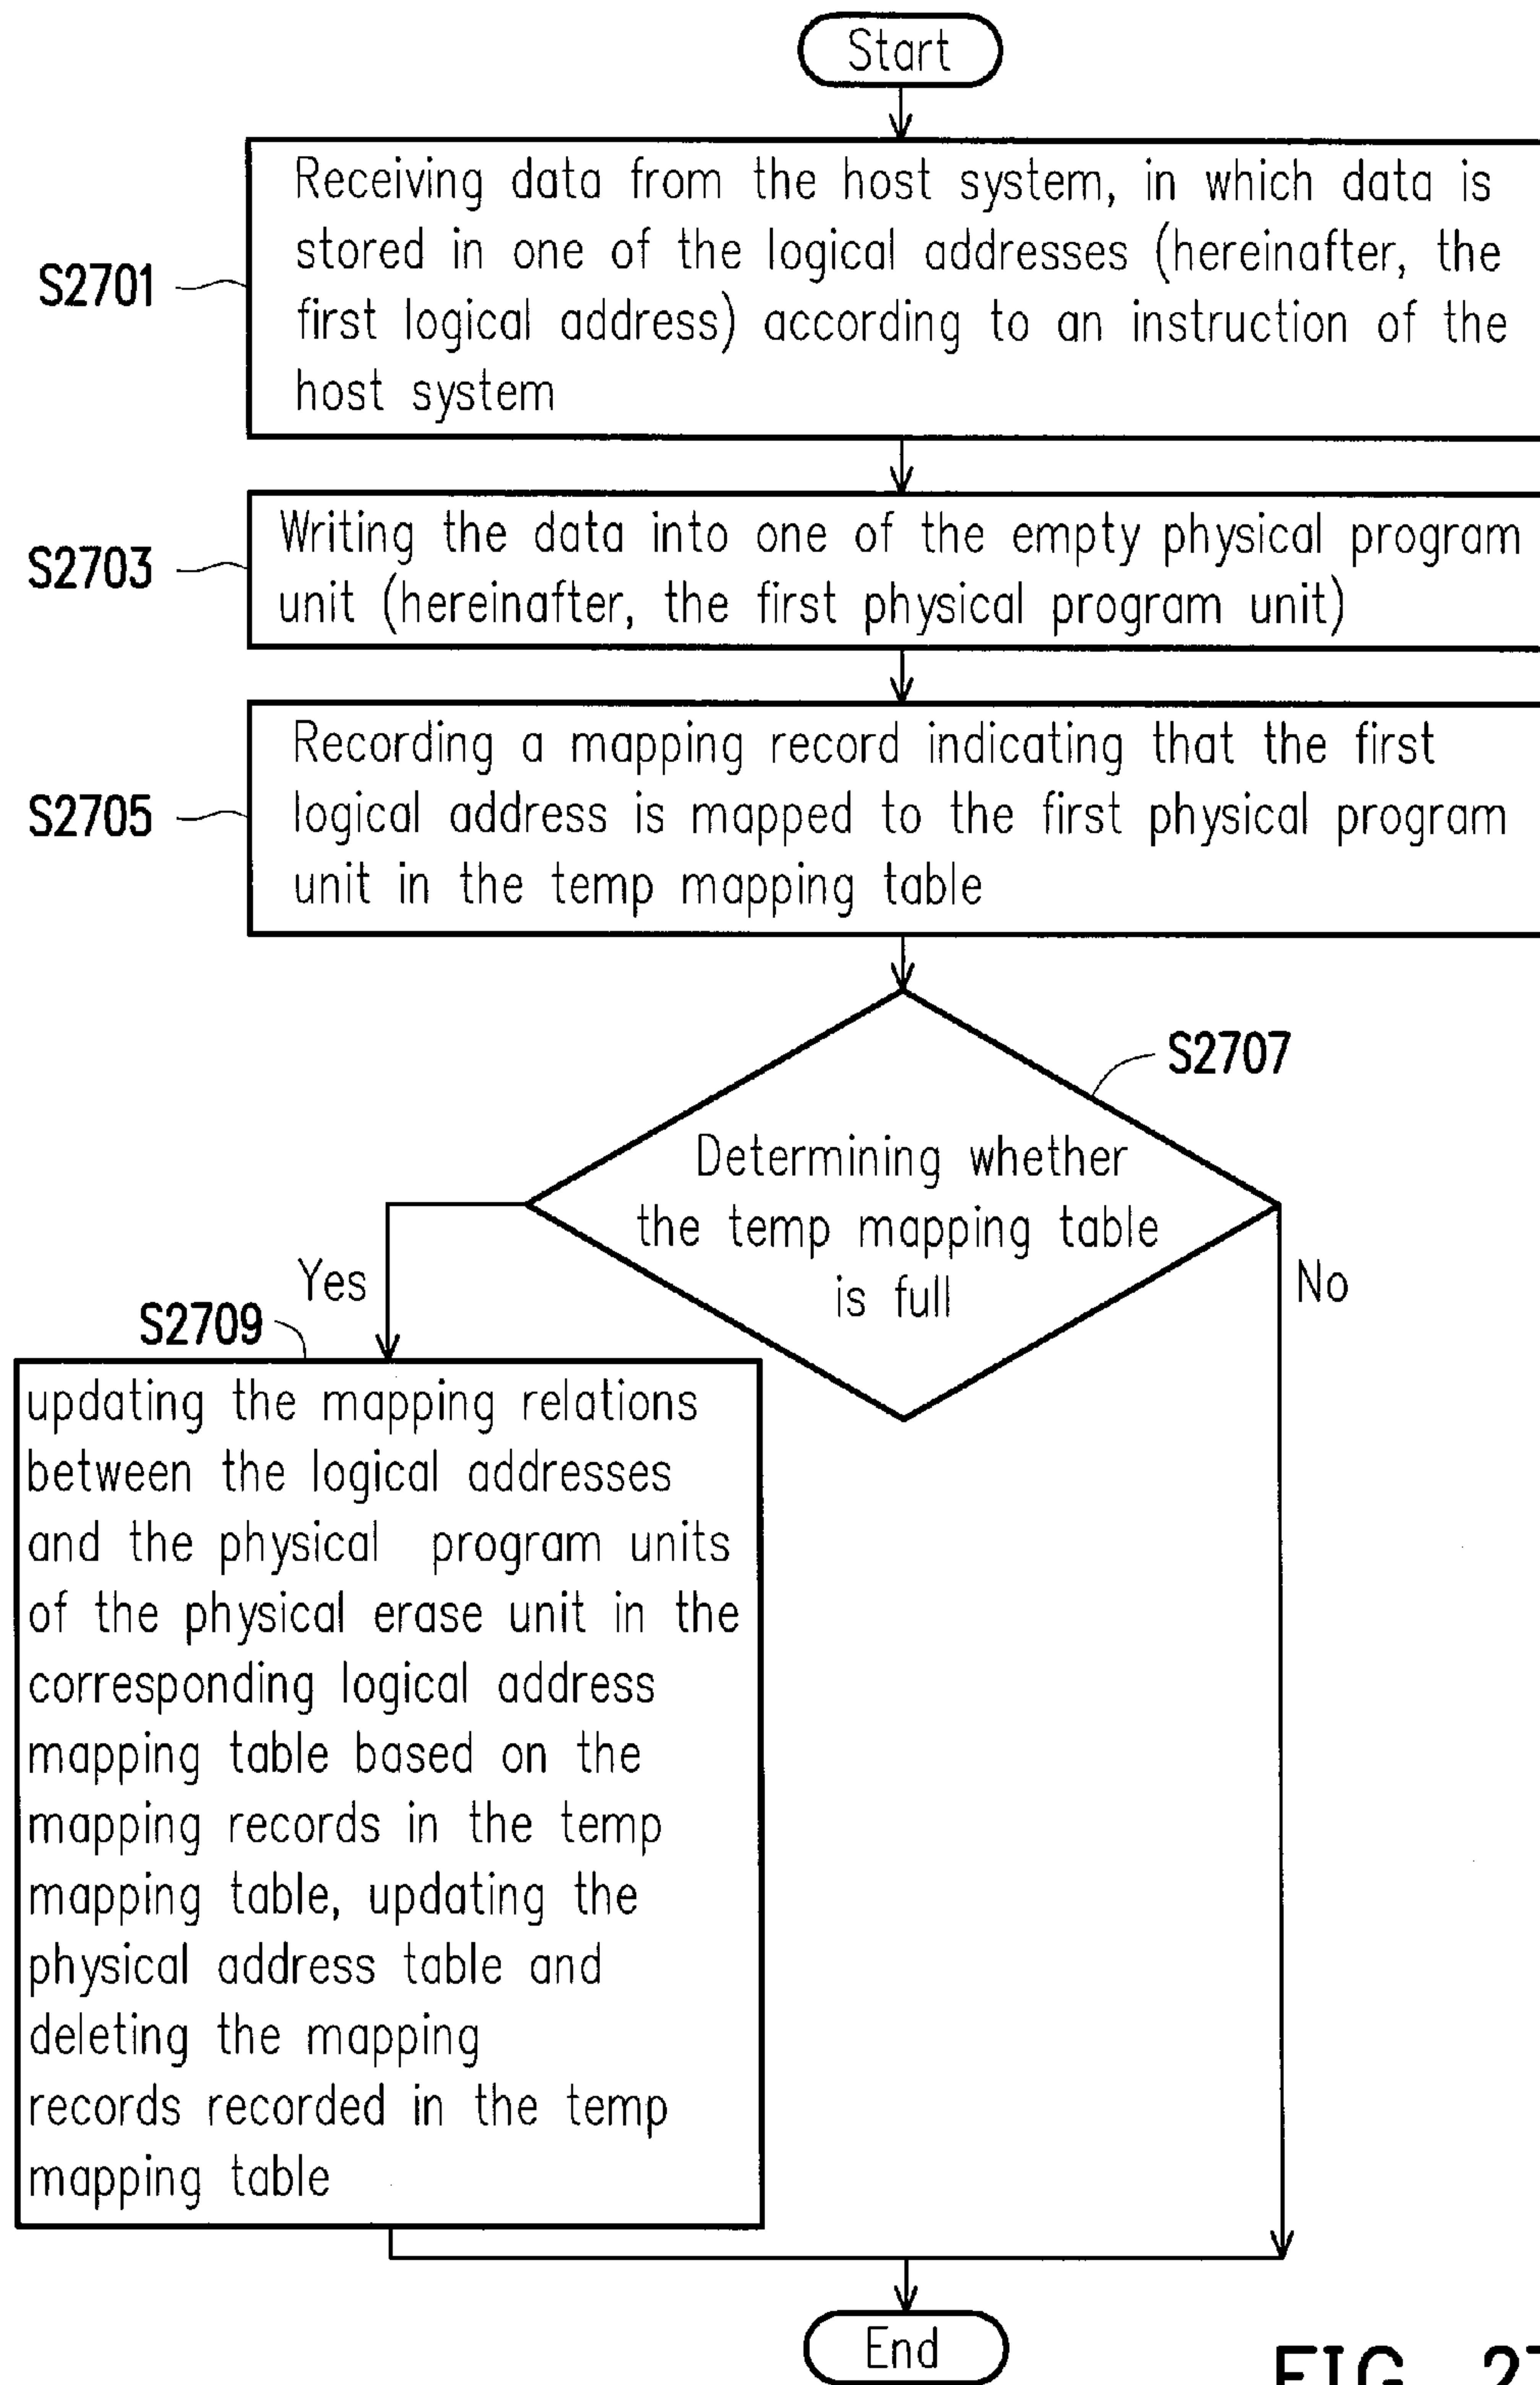 Start
Receiving data from the host system, in which data is
stored in one of the logical addresses (hereinafter, the
first logical address) according to an instruction of the
host system
S2701
Writing the data into one of the empty physical program
unit (hereinafter, the first physical program unit)
S2703
Recording a mapping record indicating that the first
logical address is mapped to the first physical program
unit in the temp mapping table
S2705
S2707
Determining whether
the temp mapping table
is full
Yes
No
S2709
updating the mapping relations
between the logical addresses
and the physical program units
of the physical erase unit in the
corresponding logical address
mapping table based on the
mapping records in the temp
mapping table, updating the
physical address table and
deleting the mapping
records recorded in the temp
mapping table
End
FIG. 27